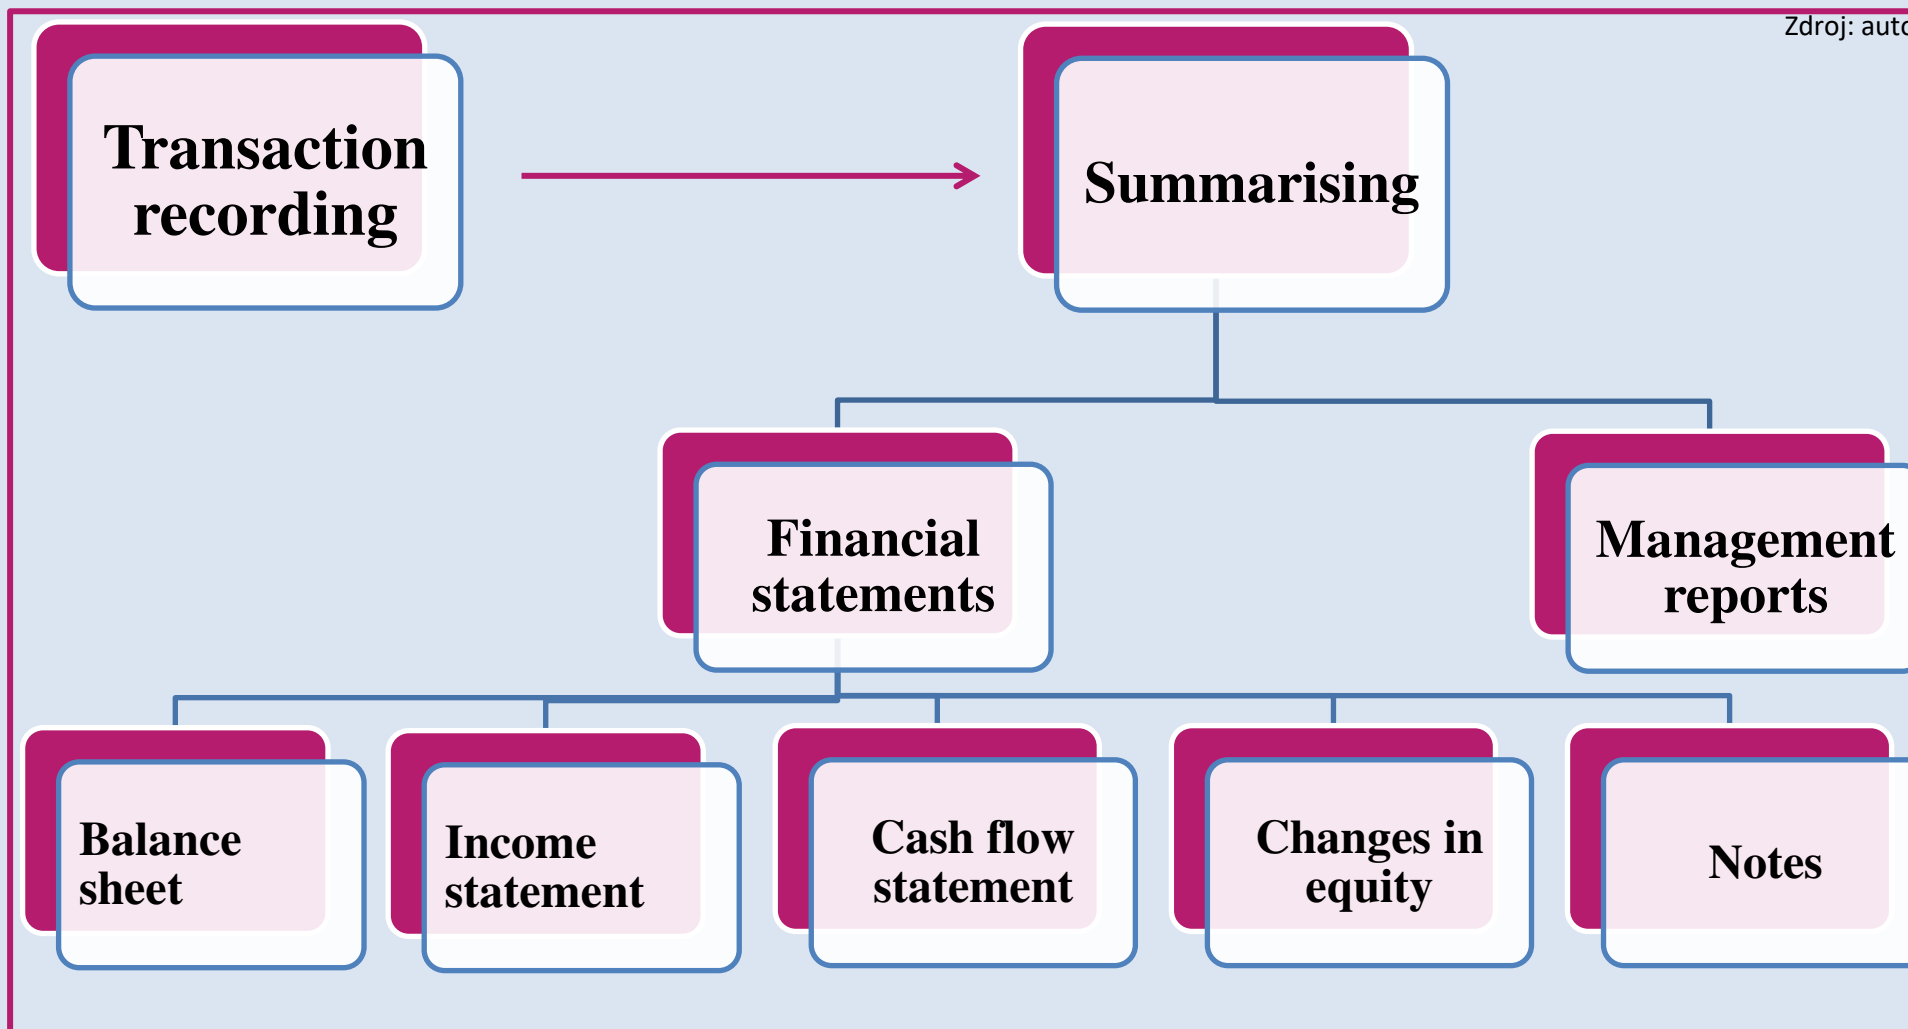 Zdroj: auto
Transaction
recording
Summarising
Financial
statements
Management
reports
Balance
sheet
Income
statement
Cash flow
statement
Changes in
equity
Notes